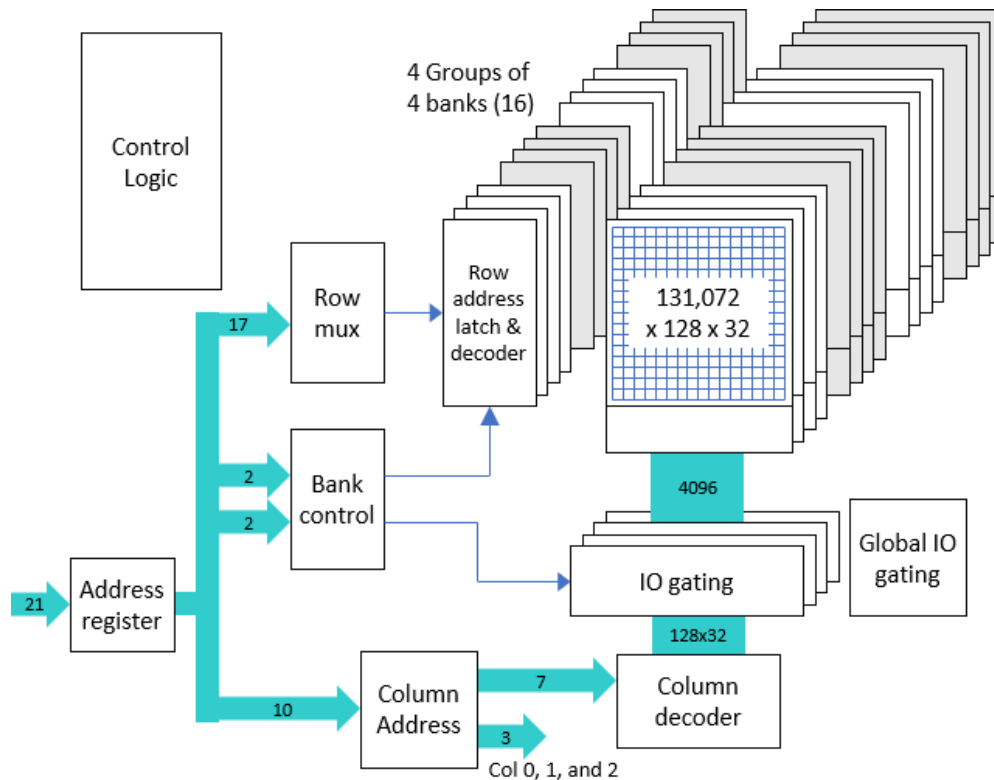 4 Groups of
4 banks (16)
Control
Logic
Row
mux
Row
address
latch &
decoder
131,072
x 128 x 32
17
2
2
Bank
control
4096
Global IO
gating
IO gating
21
Address
register
128x32
10
Column
Address
7
3
Column
decoder
Col 0, 1, and 2